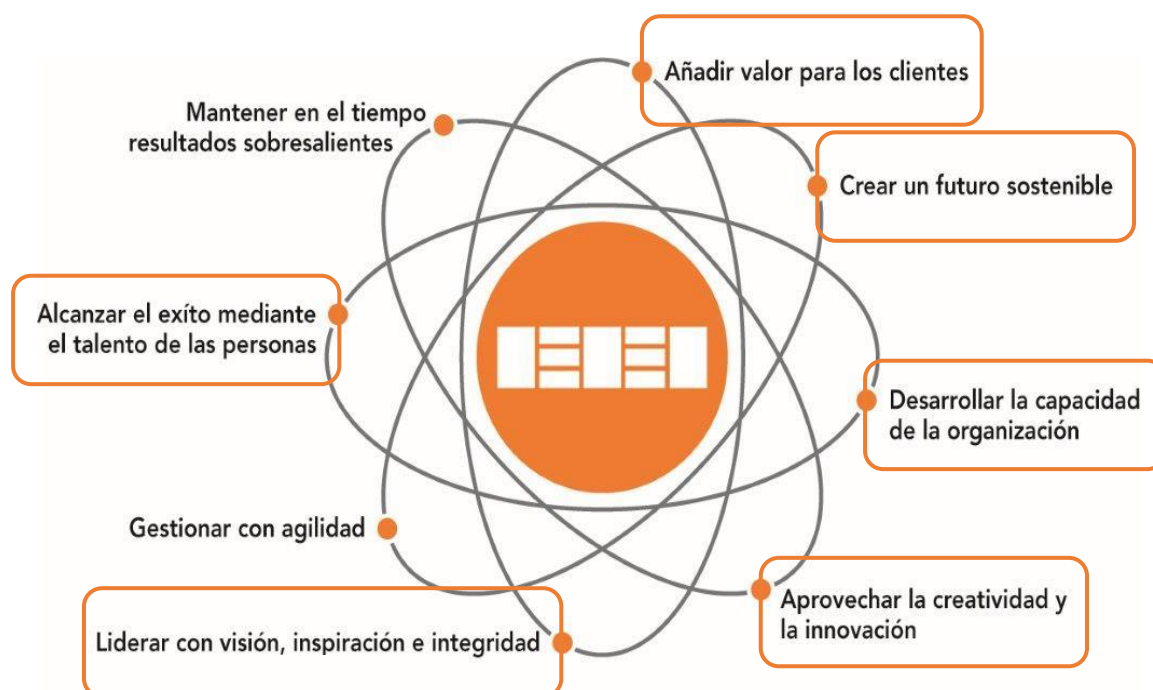 Añadir valor para los clientes
Mantener en el tiempo
resultados sobresalientes
Crear un futuro sostenible
Alcanzar el exíto mediante
el talento de las personas
Desarrollar la capacidad
de la organización
Gestionar con agilidad
Aprovechar la creatividad y
la innovación
Liderar con visión, inspiración e integridad